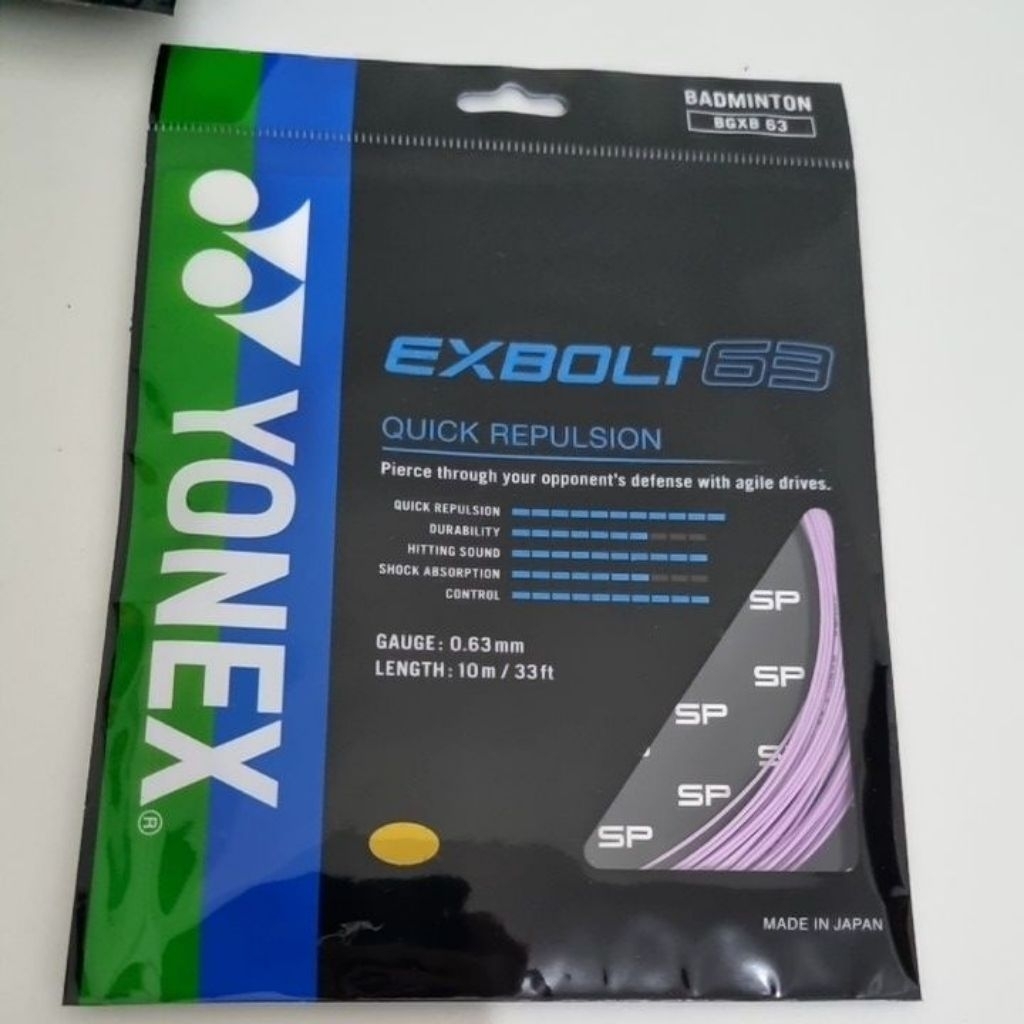 BADMINTON
BGXB 63
YONEX®
EXBOLT63
QUICK REPULSION
Pierce through your opponent's defense with agile drives.
QUICK REPULSION
DURABILITY
HITTING SOUND
SHOCK ABSORPTION
CONTROL
GAUGE: 0.63mm
LENGTH: 10m / 33ft
SP
SP
SP
SP
SP
MADE IN JAPAN